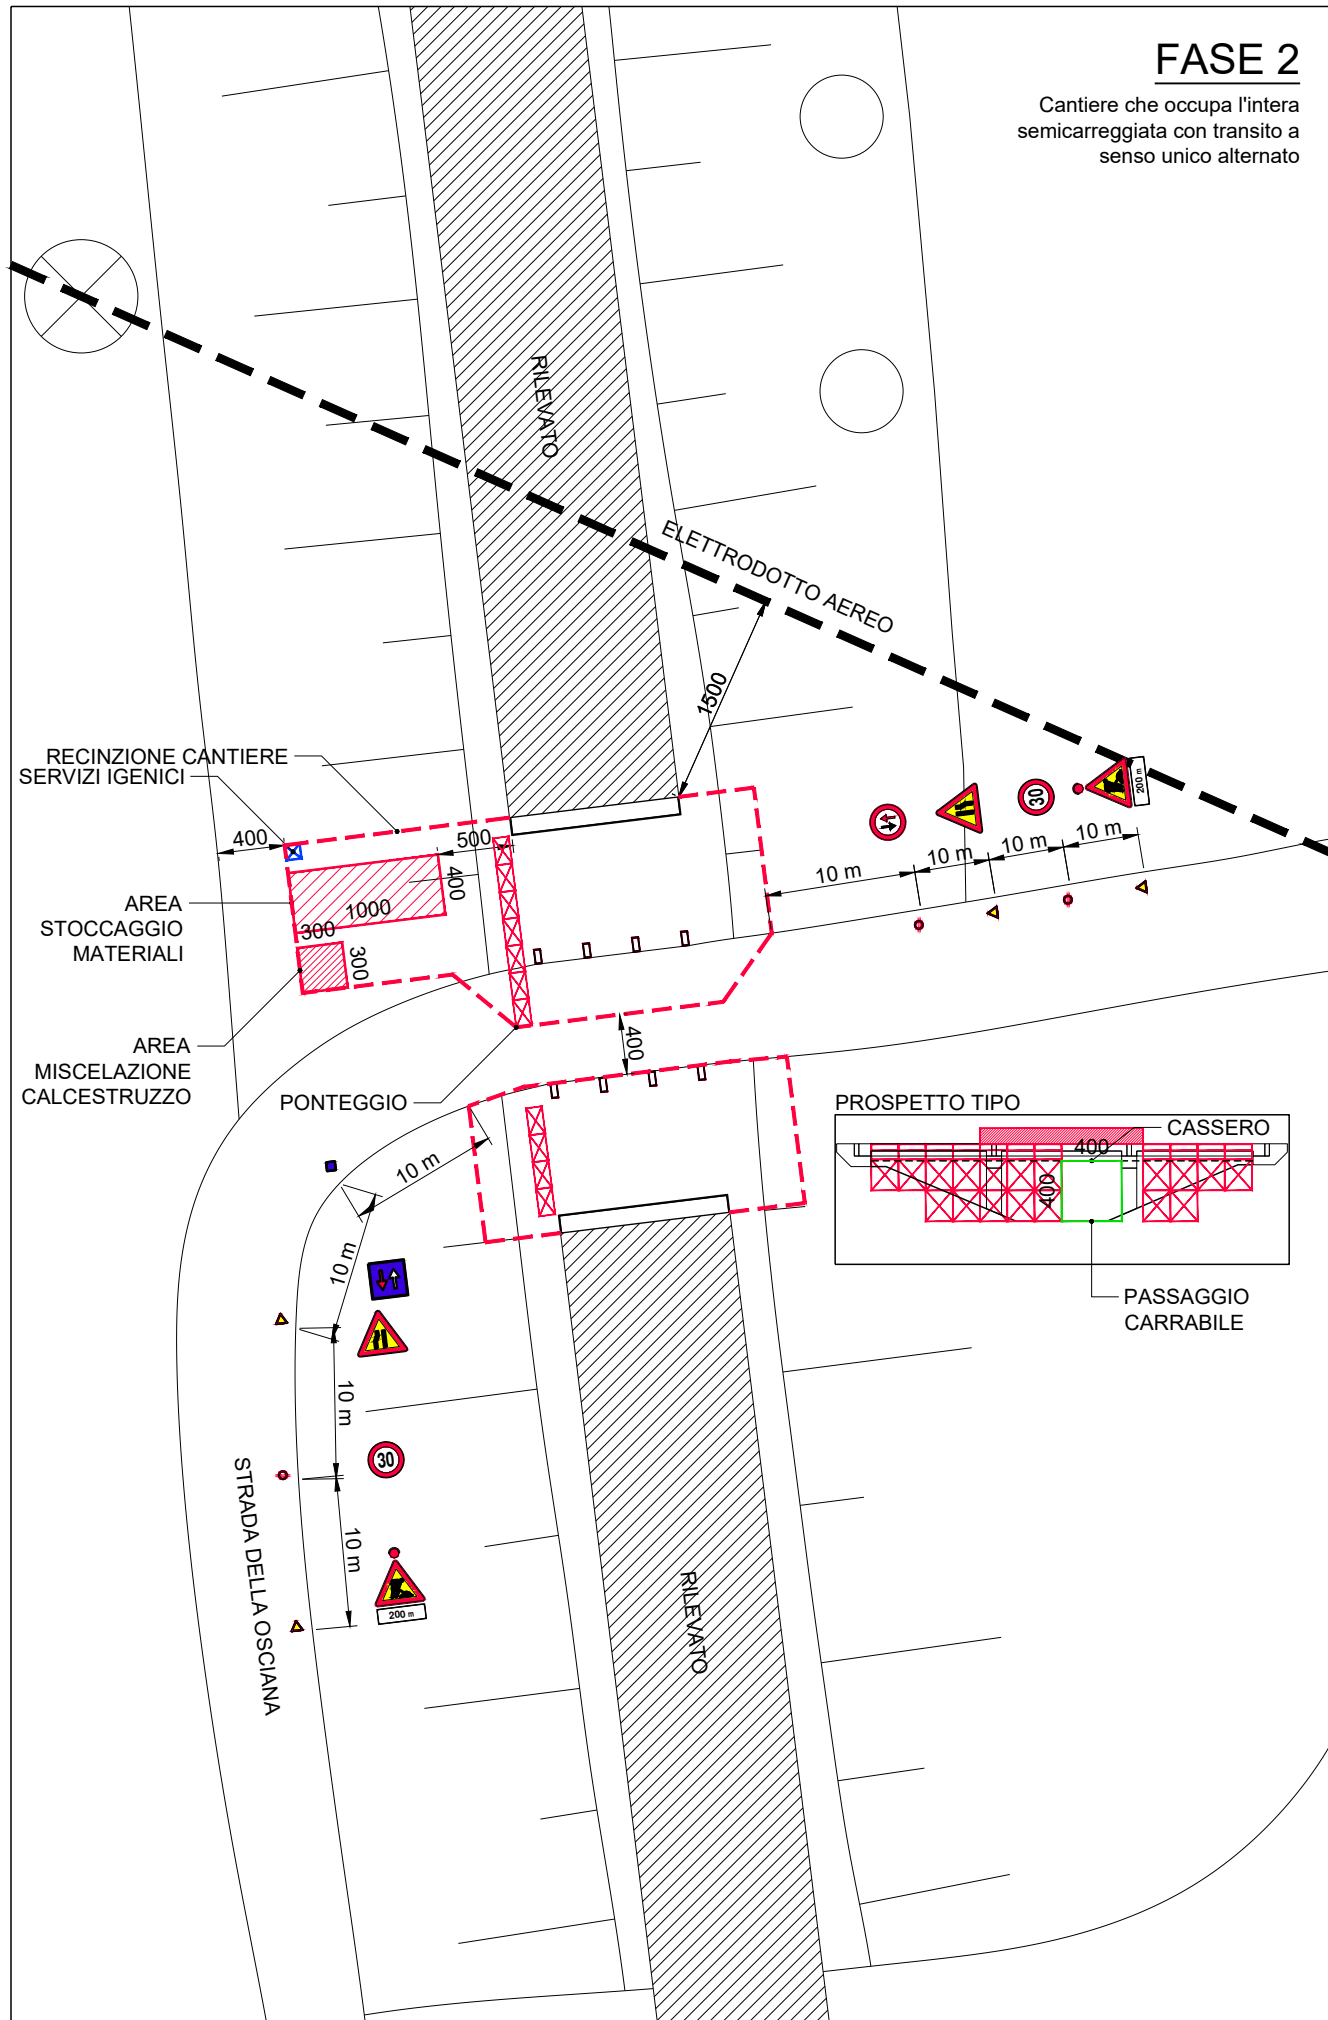 FASE 2
Cantiere che occupa l'intera
semicarreggiata con transito a
senso unico alternato
RILEVATO
ELETTRODOTTO AEREO
1500
RECINZIONE CANTIERE
SERVIZI IGENICI
400
500
400
1000
300
300
AREA
STOCCAGGIO
MATERIALI
AREA
MISCELAZIONE
CALCESTRUZZO
PONTEGGIO
400
30
200 m
10 m
10 m
10 m
10 m
PROSPETTO TIPO
CASSERO
400
400
PASSAGGIO
CARRABILE
10 m
10 m
10 m
10 m
30
200 m
STRADA DELLA OSCIANA
RILEVATO